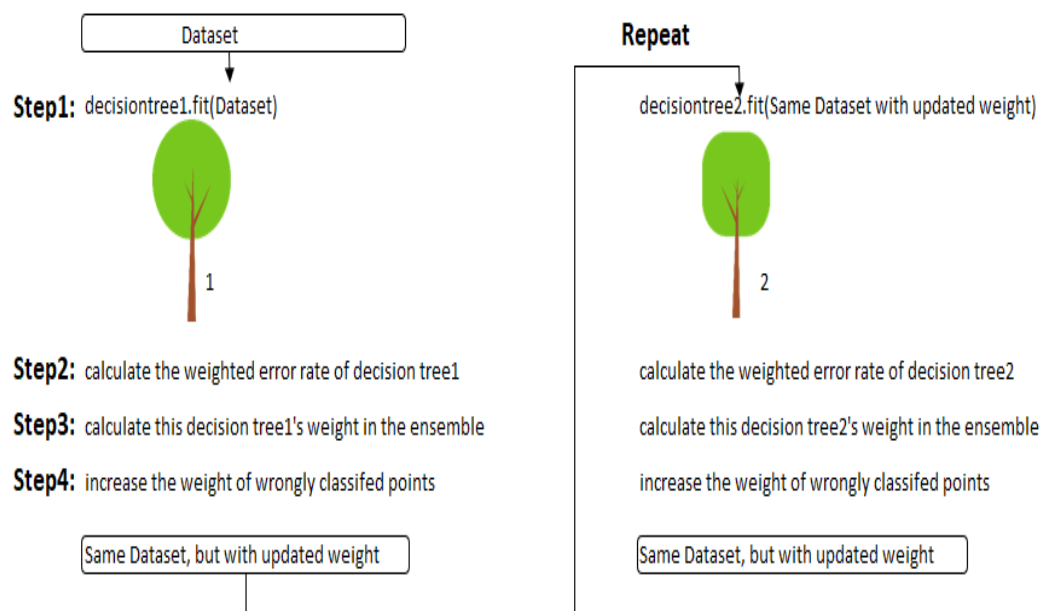 Dataset
Step1: decisiontree1.fit(Dataset)
1
Step2: calculate the weighted error rate of decision tree1
Step3: calculate this decision tree1's weight in the ensemble
Step4: increase the weight of wrongly classifed points
Same Dataset, but with updated weight
Repeat
decisiontree2.fit(Same Dataset with updated weight)
2
calculate the weighted error rate of decision tree2
calculate this decision tree2's weight in the ensemble
increase the weight of wrongly classifed points
Same Dataset, but with updated weight